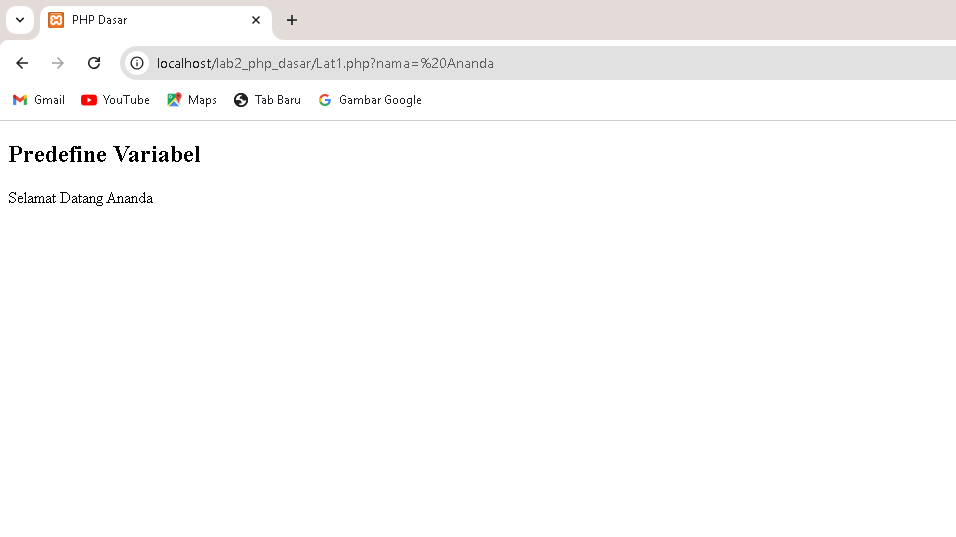 PHP Dasar
localhost/lab2_php_dasar/Lat1.php?nama=%20Ananda
Gmail YouTube Maps Tab Baru Gambar Google
Predefine Variabel
Selamat Datang Ananda